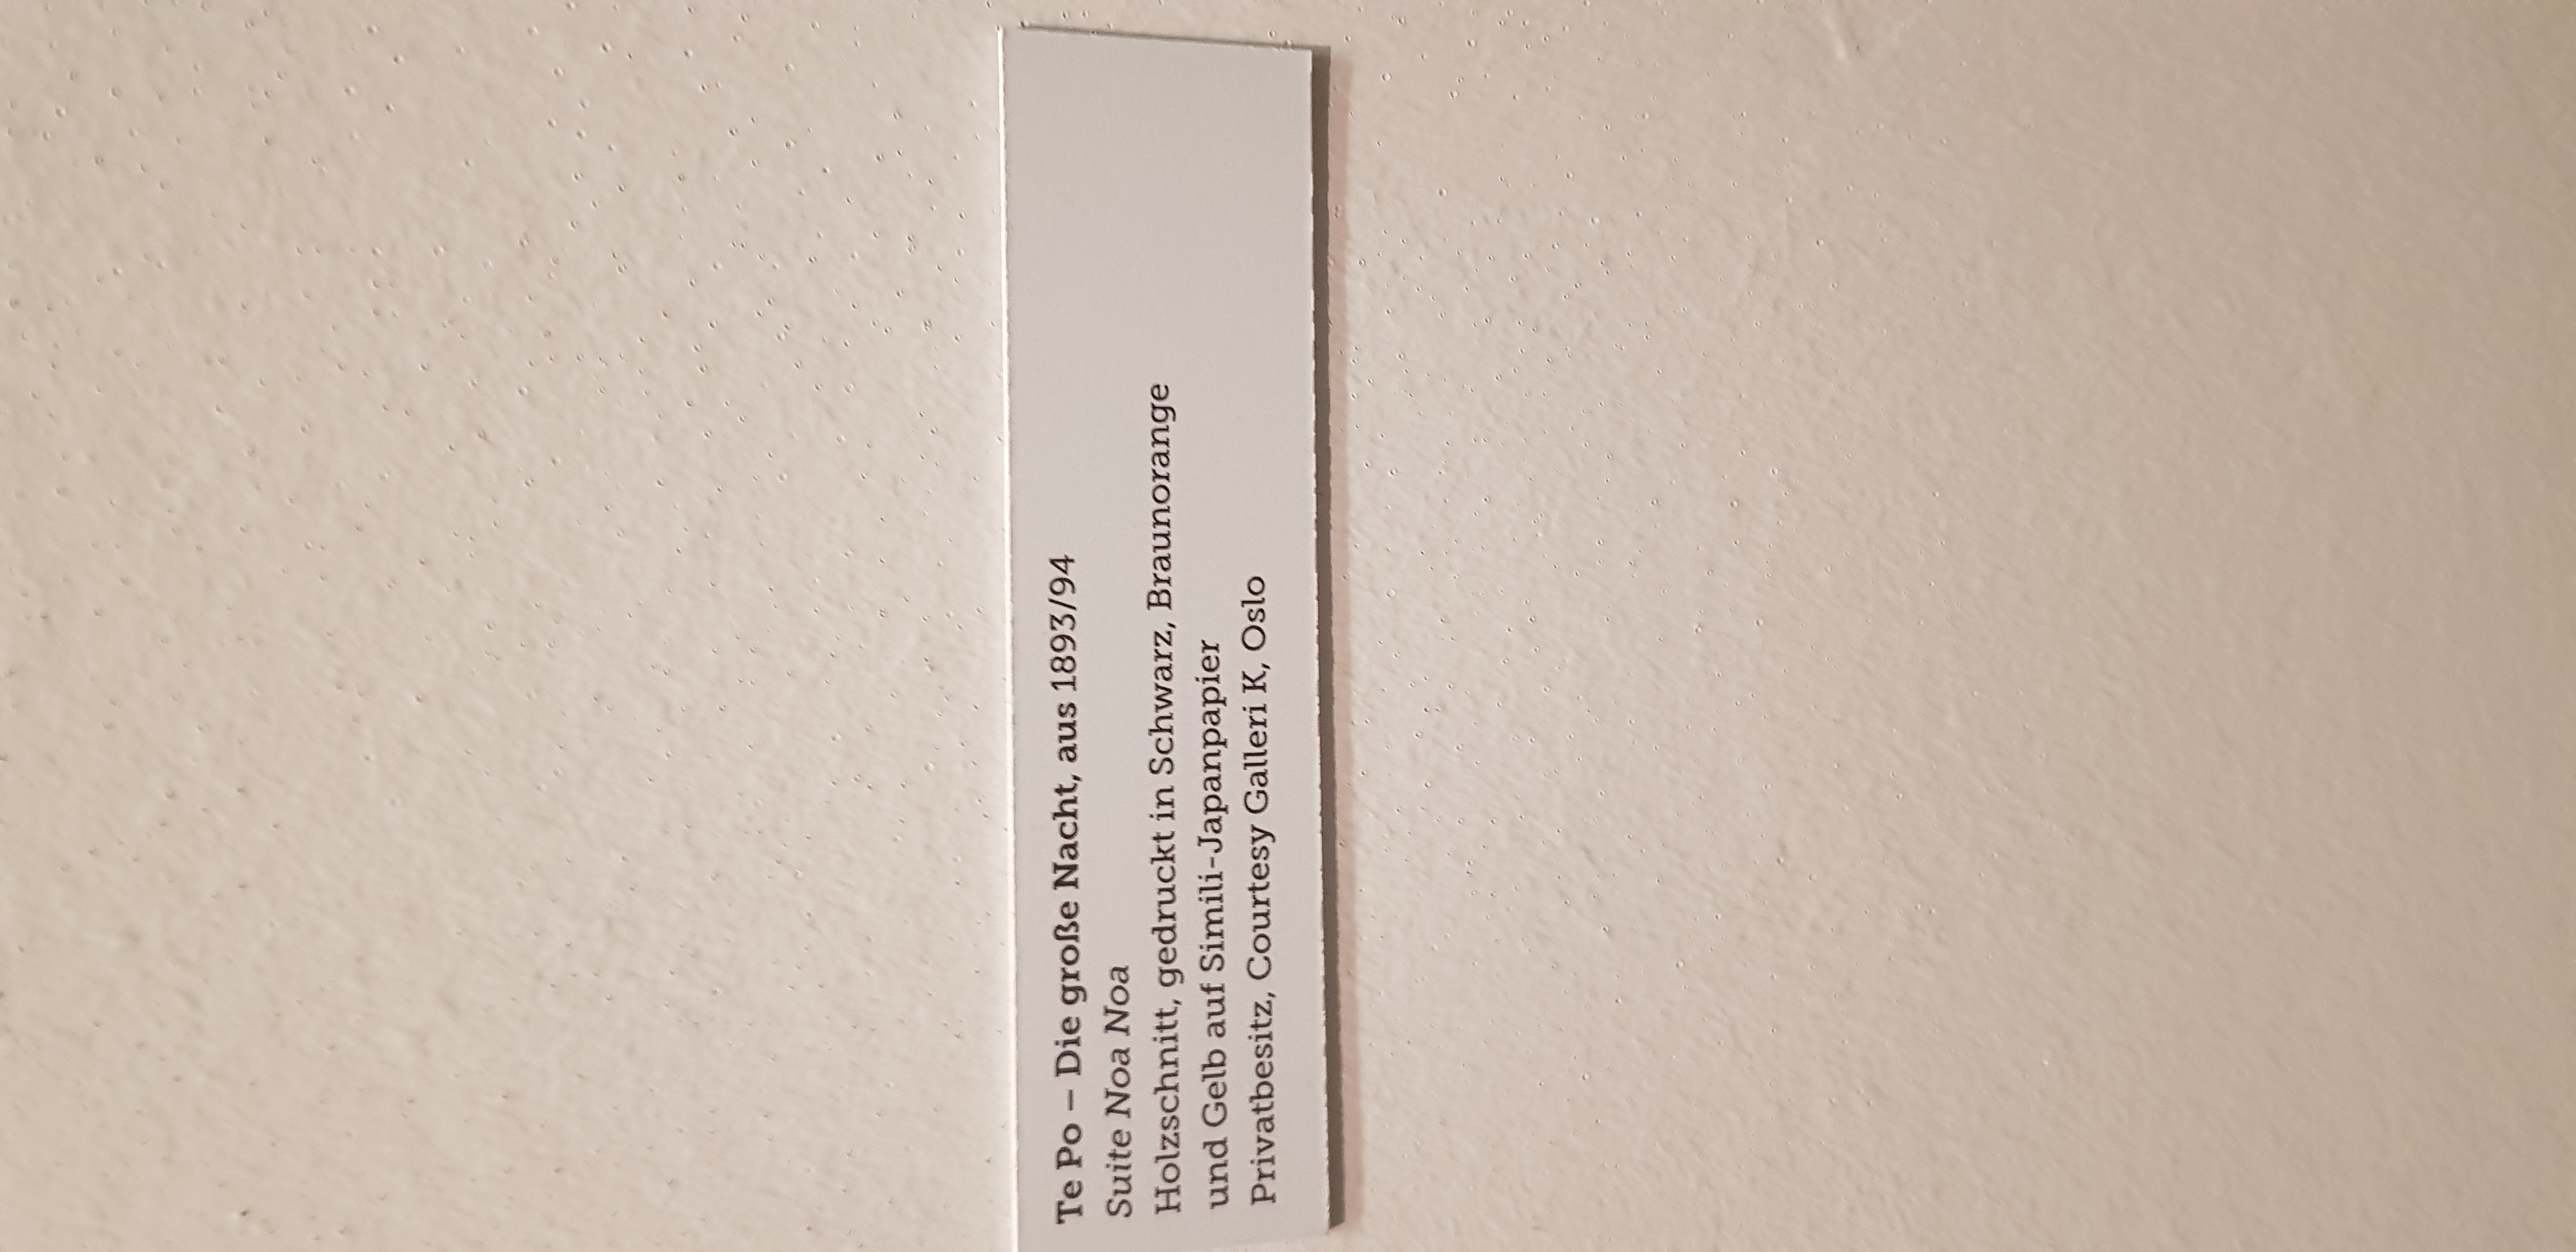 Te Po – Die große Nacht, aus 1893/94
Suite Noa Noa
Holzschnitt, gedruckt in Schwarz, Braunorange
und Gelb auf Simili-Japanpapier
Privatbesitz, Courtesy Galleri K, Oslo